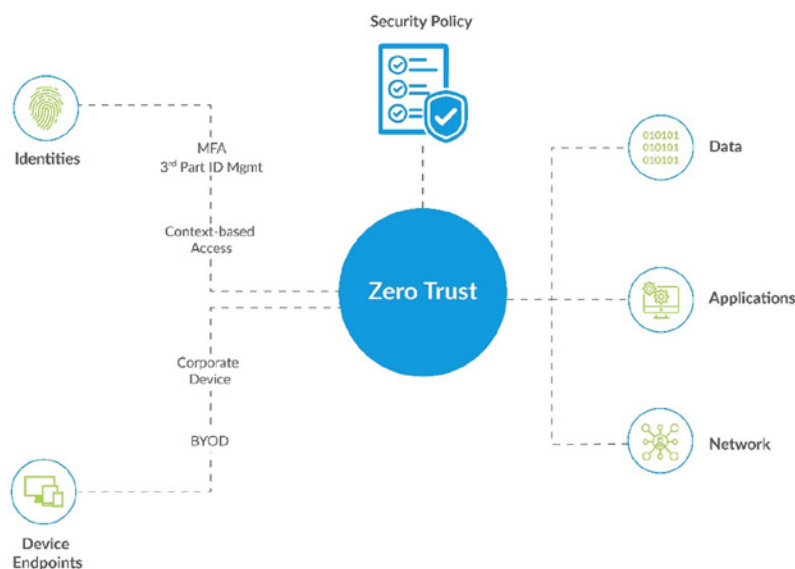 Security Policy
Identities
MFA
3rd Part ID Mgmt
Context-based
Access
Zero Trust
Corporate
Device
BYOD
Device
Endpoints
010101
010101
010101
Data
Applications
Network